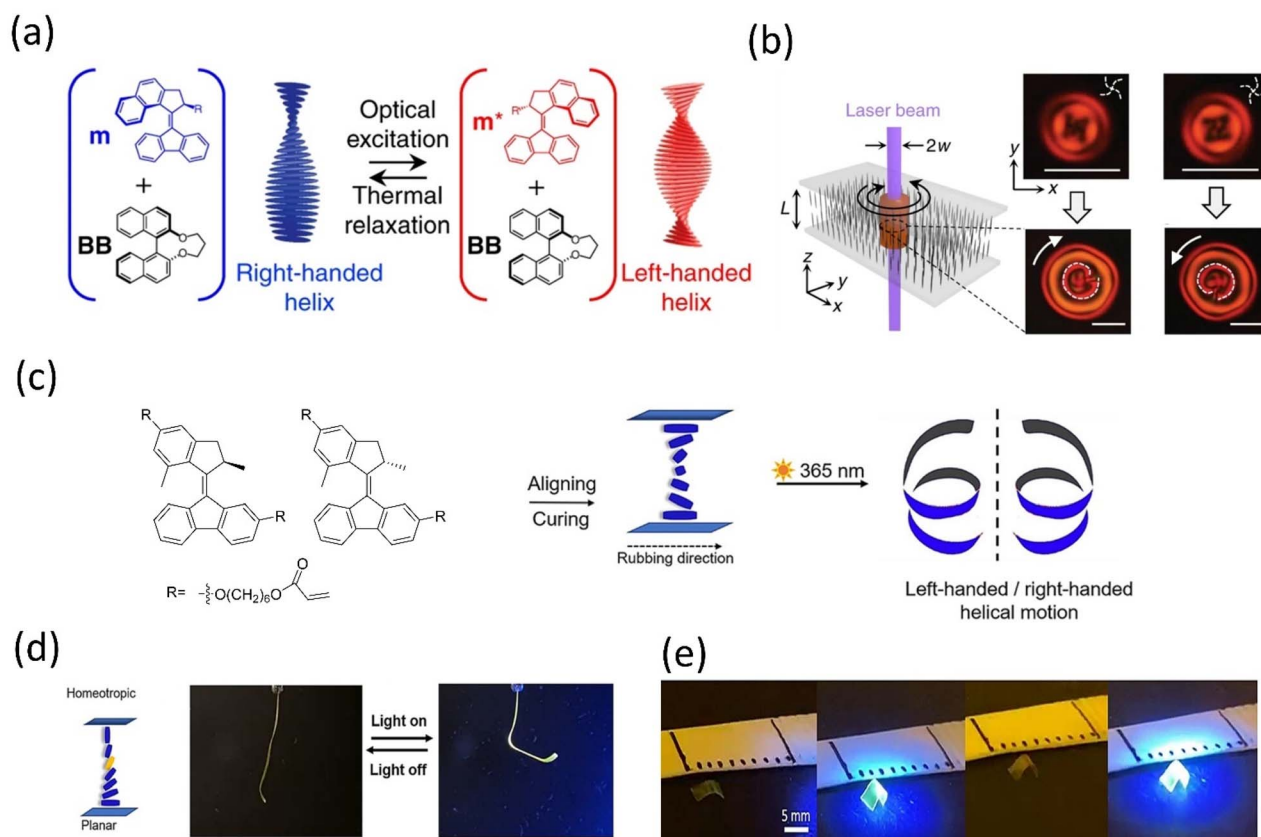 (a)
m
R
+
BB
O
O
Right-handed
helix
Optical
excitation
Thermal
relaxation
m*
R
+
BB
O
O
Left-handed
helix
(b)
Laser beam
2w
L
z
y
x
y
x
(c)
R
R
R
R
R= O(CH₂)₆O
O
Aligning
Curing
Rubbing direction
365 nm
Left-handed / right-handed
helical motion
(d)
Homeotropic
Planar
Light on
Light off
(e)
5 mm